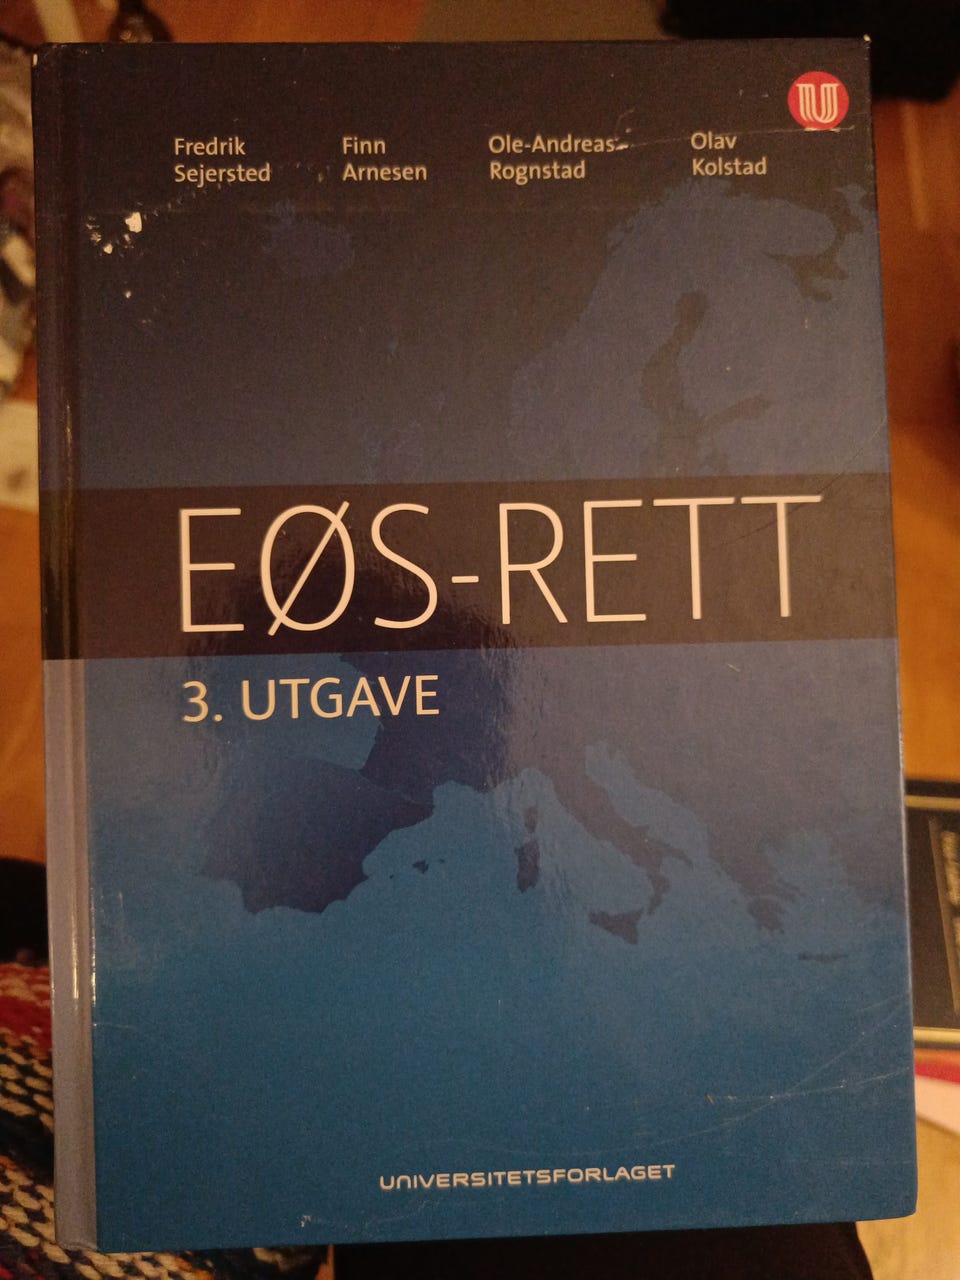 Fredrik
Sejersted
Finn
Arnesen
Ole-Andreas
Rognstad
Olav
Kolstad
U
EØS-RETT
3. UTGAVE
UNIVERSITETSFORLAGET